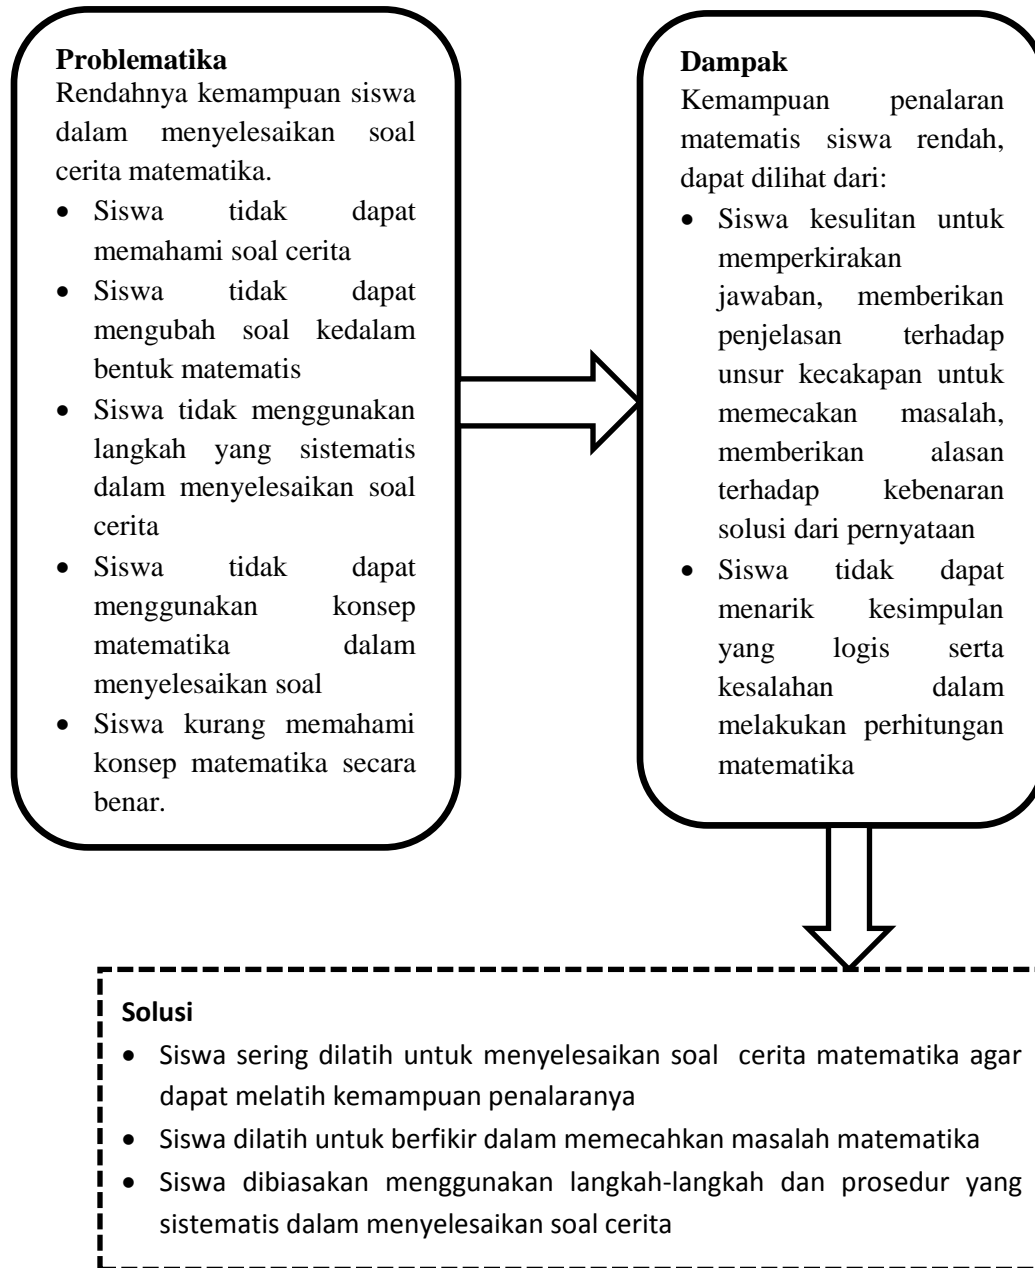 Problematika
Rendahnya kemampuan siswa
dalam menyelesaikan soal
cerita matematika.
• Siswa tidak dapat
memahami soal cerita
• Siswa tidak dapat
mengubah soal kedalam
bentuk matematis
• Siswa tidak menggunakan
langkah yang sistematis
dalam menyelesaikan soal
cerita
• Siswa tidak dapat
menggunakan konsep
matematika dalam
menyelesaikan soal
• Siswa kurang memahami
konsep matematika secara
benar.
Dampak
Kemampuan penalaran
matematis siswa rendah,
dapat dilihat dari:
• Siswa kesulitan untuk
memperkirakan
jawaban, memberikan
penjelasan terhadap
unsur kecakapan untuk
memecakan masalah,
memberikan alasan
terhadap kebenaran
solusi dari pernyataan
• Siswa tidak dapat
menarik kesimpulan
yang logis serta
kesalahan dalam
melakukan perhitungan
matematika
Solusi
• Siswa sering dilatih untuk menyelesaikan soal cerita matematika agar
dapat melatih kemampuan penalaranya
• Siswa dilatih untuk berfikir dalam memecahkan masalah matematika
• Siswa dibiasakan menggunakan langkah-langkah dan prosedur yang
sistematis dalam menyelesaikan soal cerita